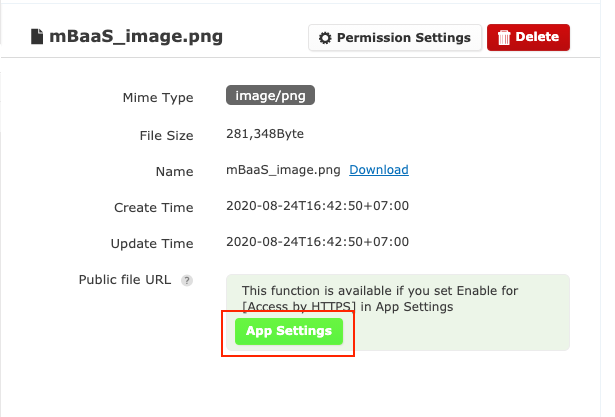 mBaaS_image.png
Permission Settings
Delete
Mime Type
image/png
File Size
281,348Byte
Name
mBaaS_image.png Download
Create Time
2020-08-24T16:42:50+07:00
Update Time
2020-08-24T16:42:50+07:00
Public file URL ?
This function is available if you set Enable for
[Access by HTTPS] in App Settings
App Settings